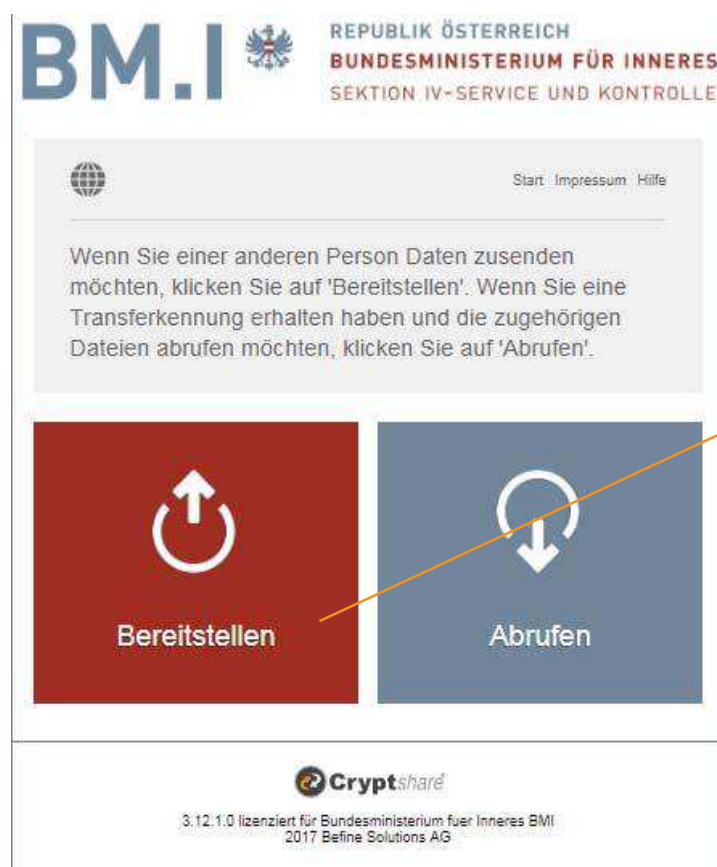 BM.I
REPUBLIK ÖSTERREICH
BUNDESMINISTERIUM FÜR INNERES
SEKTION IV-SERVICE UND KONTROLLE
Start Impressum Hilfe
Wenn Sie einer anderen Person Daten zusenden
möchten, klicken Sie auf 'Bereitstellen'. Wenn Sie eine
Transferkennung erhalten haben und die zugehörigen
Dateien abrufen möchten, klicken Sie auf 'Abrufen'.
Bereitstellen
Abrufen
Cryptshare
3.12.1.0 lizenziert für Bundesministerium fuer Inneres BMI
2017 Befine Solutions AG